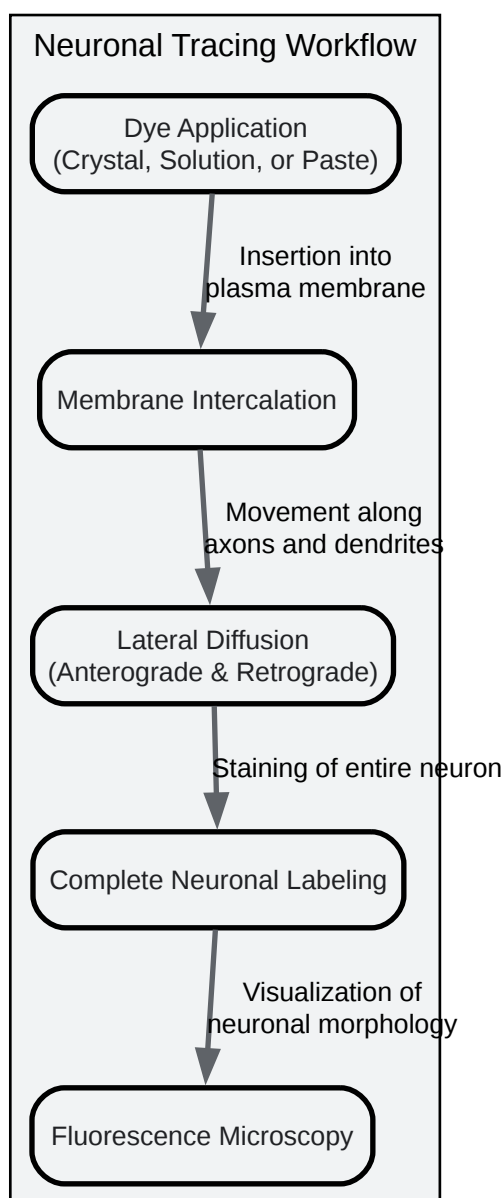 Neuronal Tracing Workflow
Dye Application
(Crystal, Solution, or Paste)
Insertion into
plasma membrane
Membrane Intercalation
Movement along
axons and dendrites
Lateral Diffusion
(Anterograde & Retrograde)
Staining of entire neuron
Complete Neuronal Labeling
Visualization of
neuronal morphology
Fluorescence Microscopy